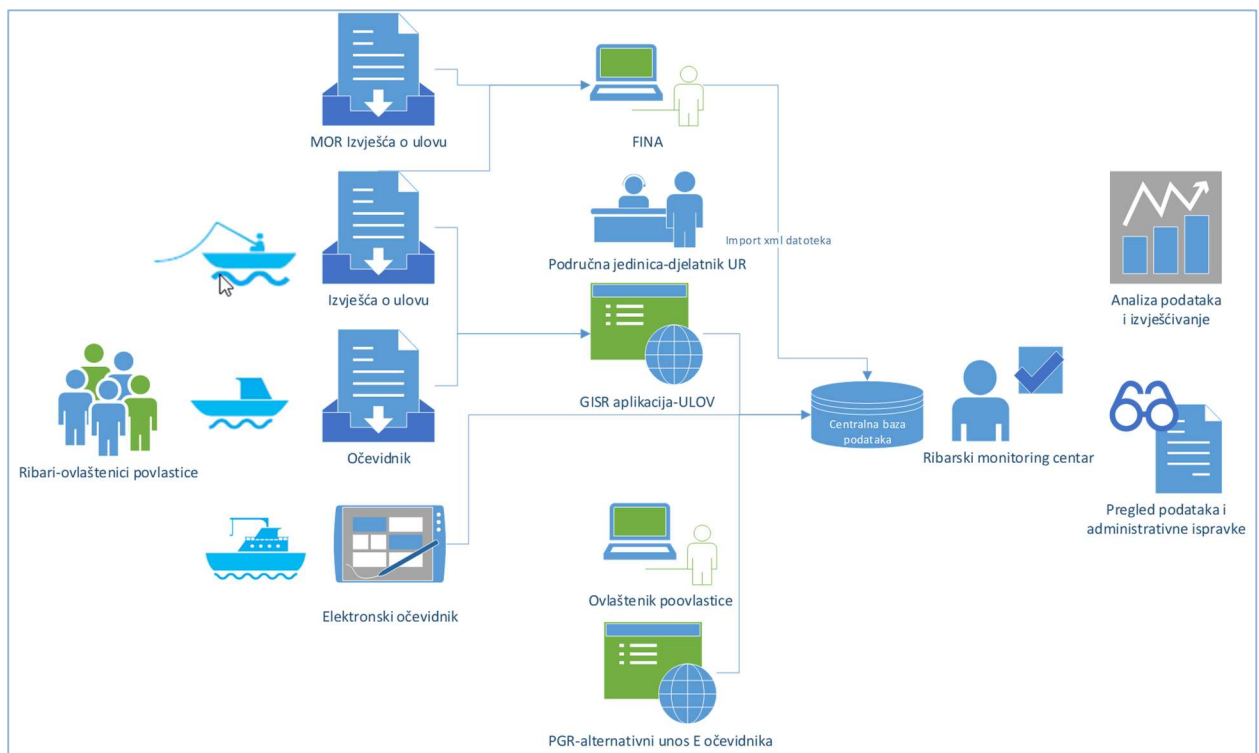 MOR Izvješća o ulovu
FINA
Izvješća o ulovu
Područna jedinica-djelatnik UR
Import xml datoteka
Analiza podataka
i izvješćivanje
Ribari-ovlaštenici povlastice
Očevidnik
GISR aplikacija-ULOV
Centralna baza
podataka
Ribarski monitoring centar
Pregled podataka i
administrativne ispravke
Elektronski očevidnik
Ovlaštenik poovlastice
PGR-alternativni unos E očevidnika